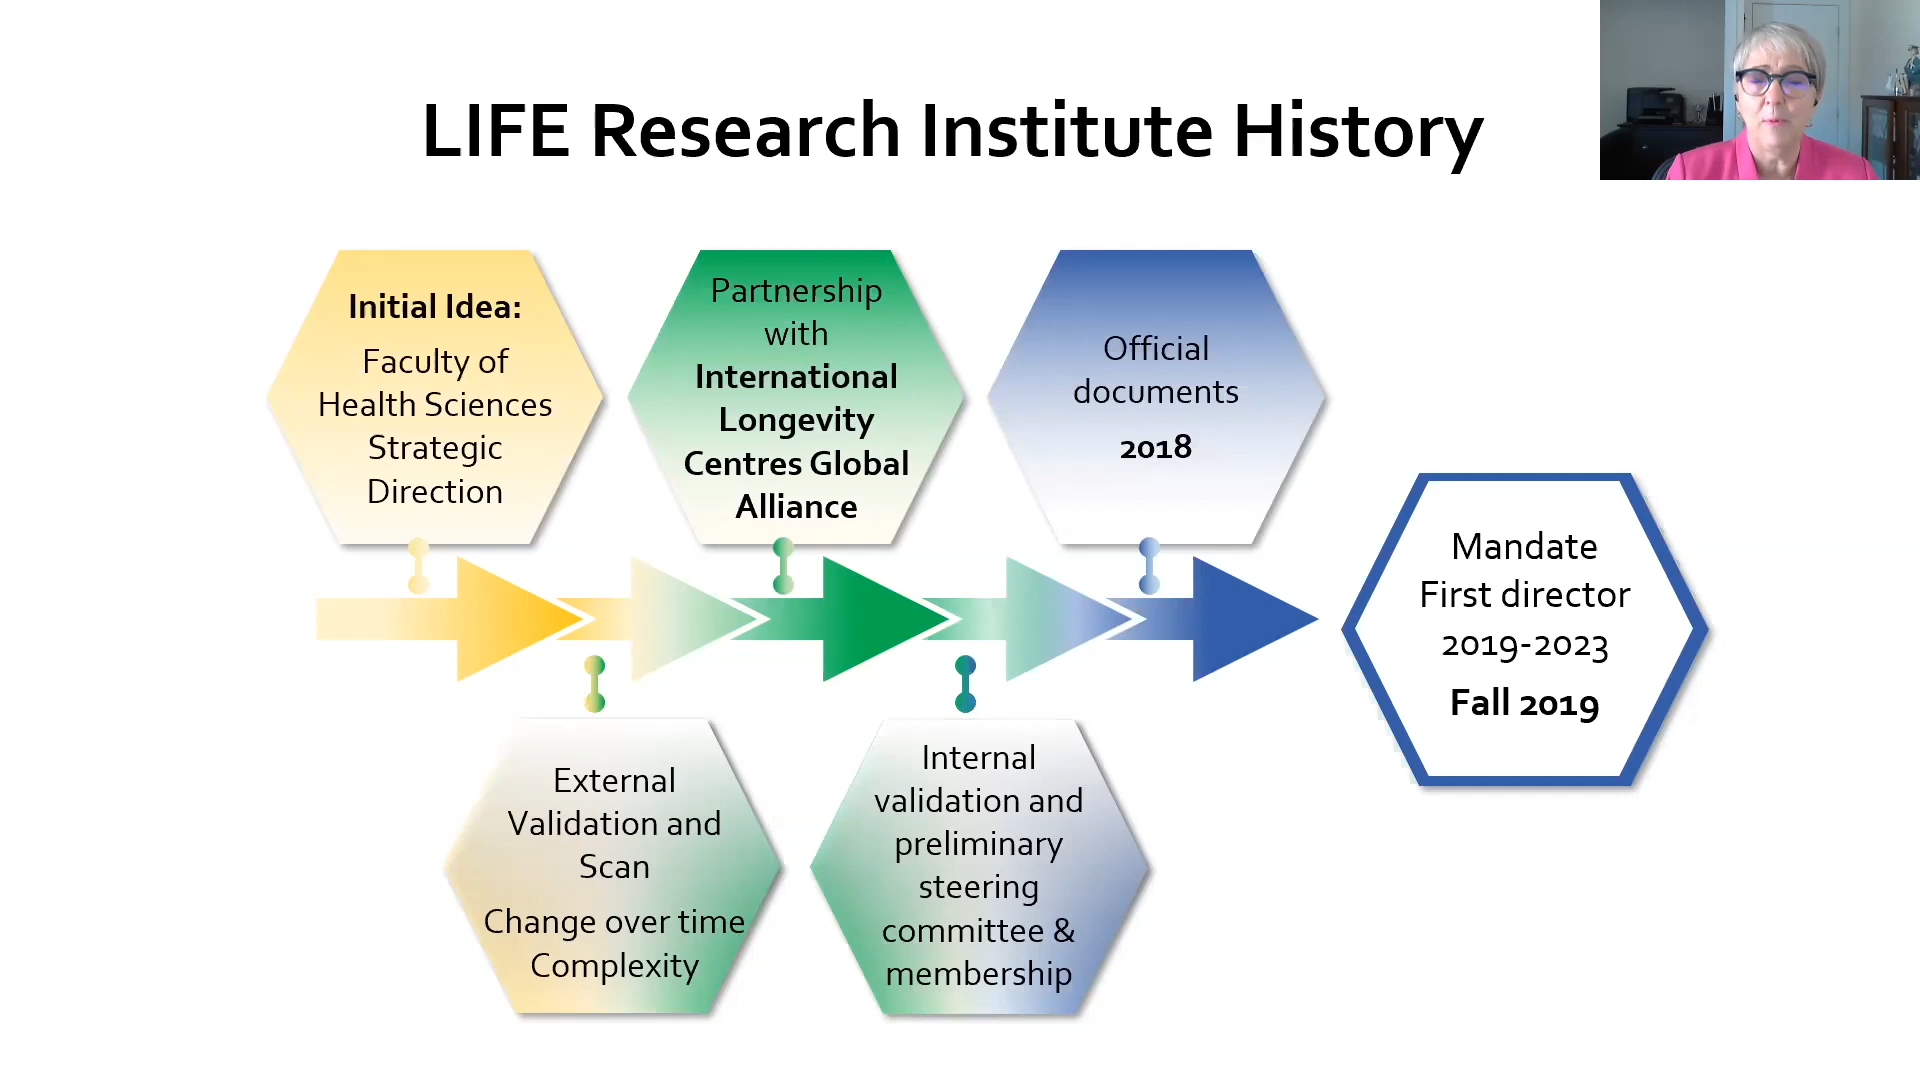 LIFE Research Institute History
Initial Idea:
Faculty of
Health Sciences
Strategic
Direction
Partnership
with
International
Longevity
Centres Global
Alliance
Official
documents
2018
Mandate
First director
2019-2023
Fall 2019
External
Validation and
Scan
Change over time
Complexity
Internal
validation and
preliminary
steering
committee &
membership